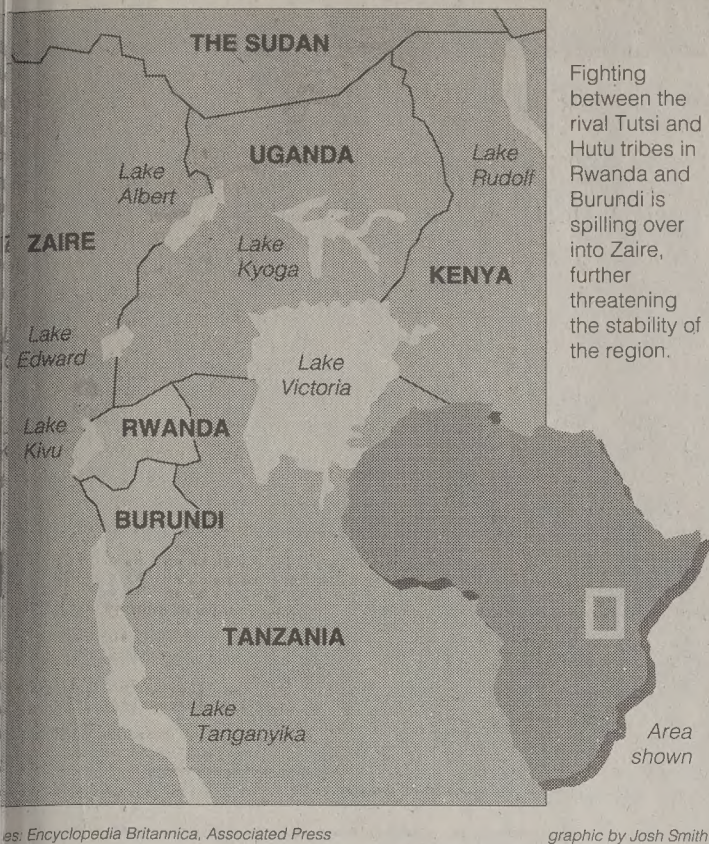 THE SUDAN
UGANDA
Lake
Rudolf
Lake
Albert
ZAIRE
Lake
Kyoga
KENYA
Lake
Edward
Lake
Victoria
Lake
Kivu
RWANDA
BURUNDI
TANZANIA
Lake
Tanganyika
Fighting
between the
rival Tutsi and
Hutu tribes in
Rwanda and
Burundi is
spilling over
into Zaire,
further
threatening
the stability of
the region.
Area
shown
es: Encyclopedia Britannica, Associated Press
graphic by Josh Smith